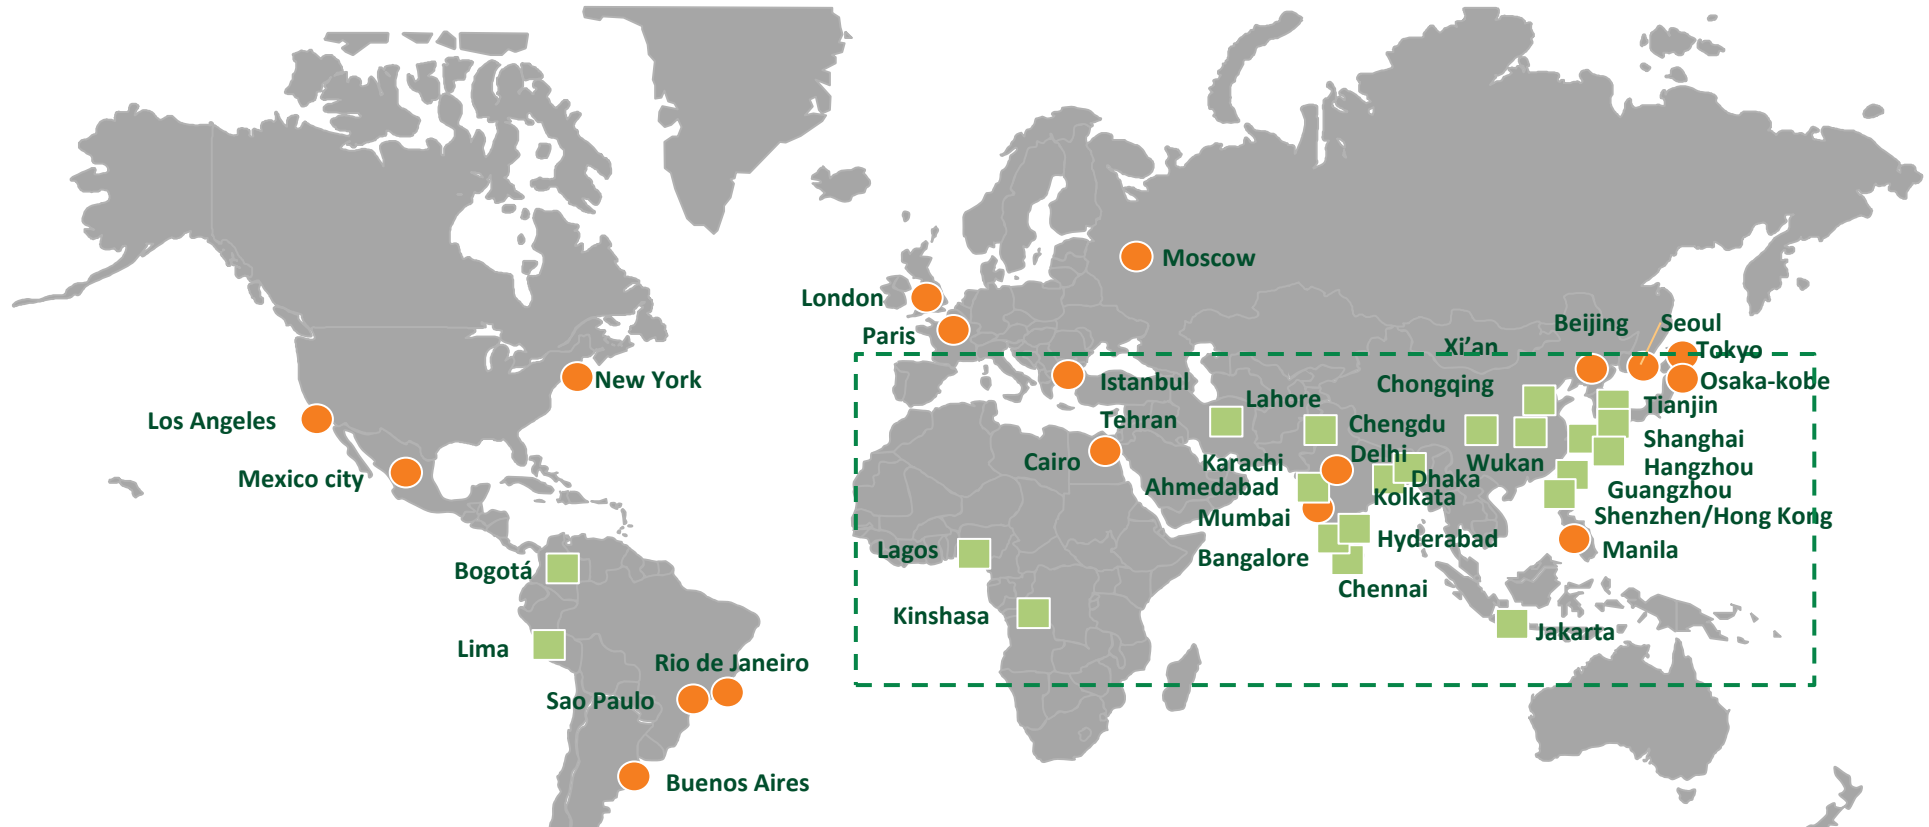 Moscow
London
Paris
Beijing
Seoul
Xi'an
Tokyo
New York
Istanbul
Chongqing
Osaka-kobe
Los Angeles
Lahore
Tehran
Chengdu
Tianjin
Mexico city
Cairo
Karachi
Delhi
Wukan
Shanghai
Ahmedabad
Dhaka
Hangzhou
Kolkata
Guangzhou
Mumbai
Shenzhen/Hong Kong
Lagos
Bangalore
Hyderabad
Manila
Bogotá
Chennai
Kinshasa
Jakarta
Lima
Rio de Janeiro
Sao Paulo
Buenos Aires